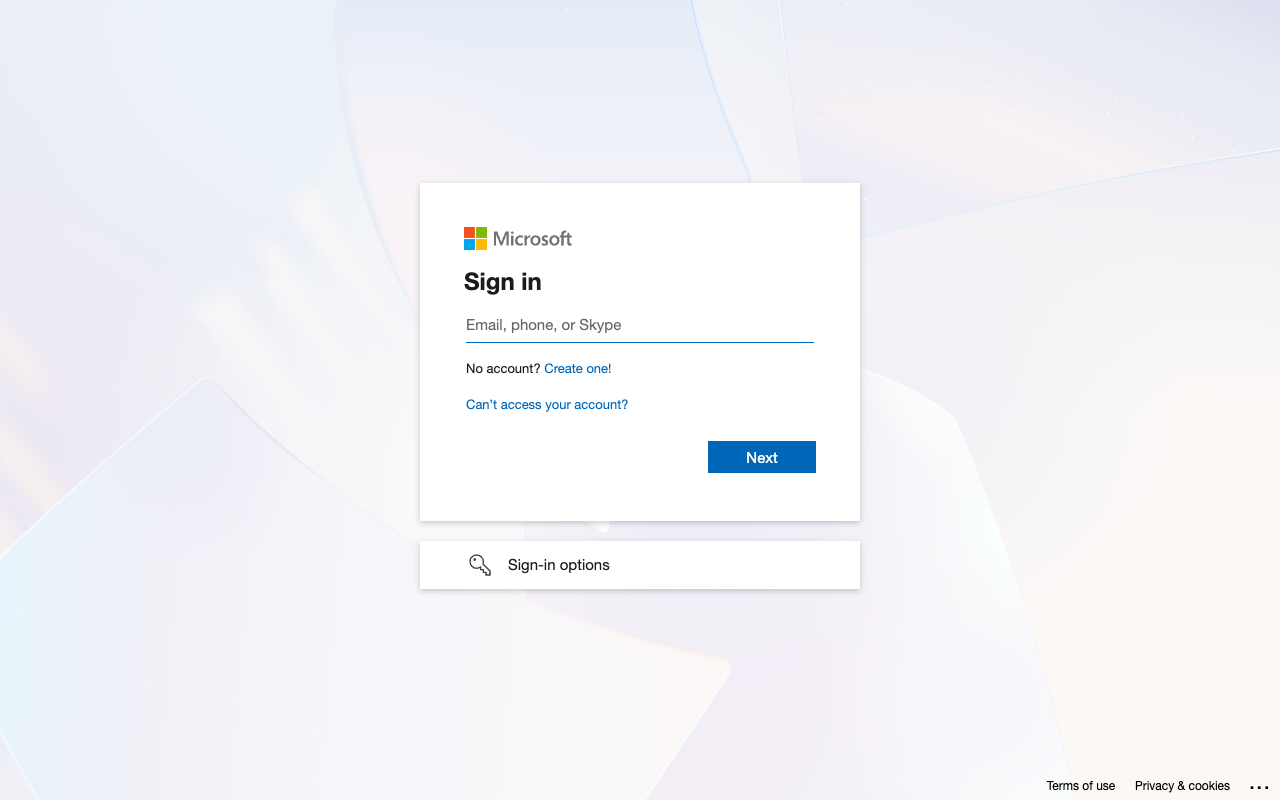 Microsoft
Sign in
Email, phone, or Skype
No account? Create one!
Can't access your account?
Next
Sign-in options
Terms of use Privacy & cookies ...